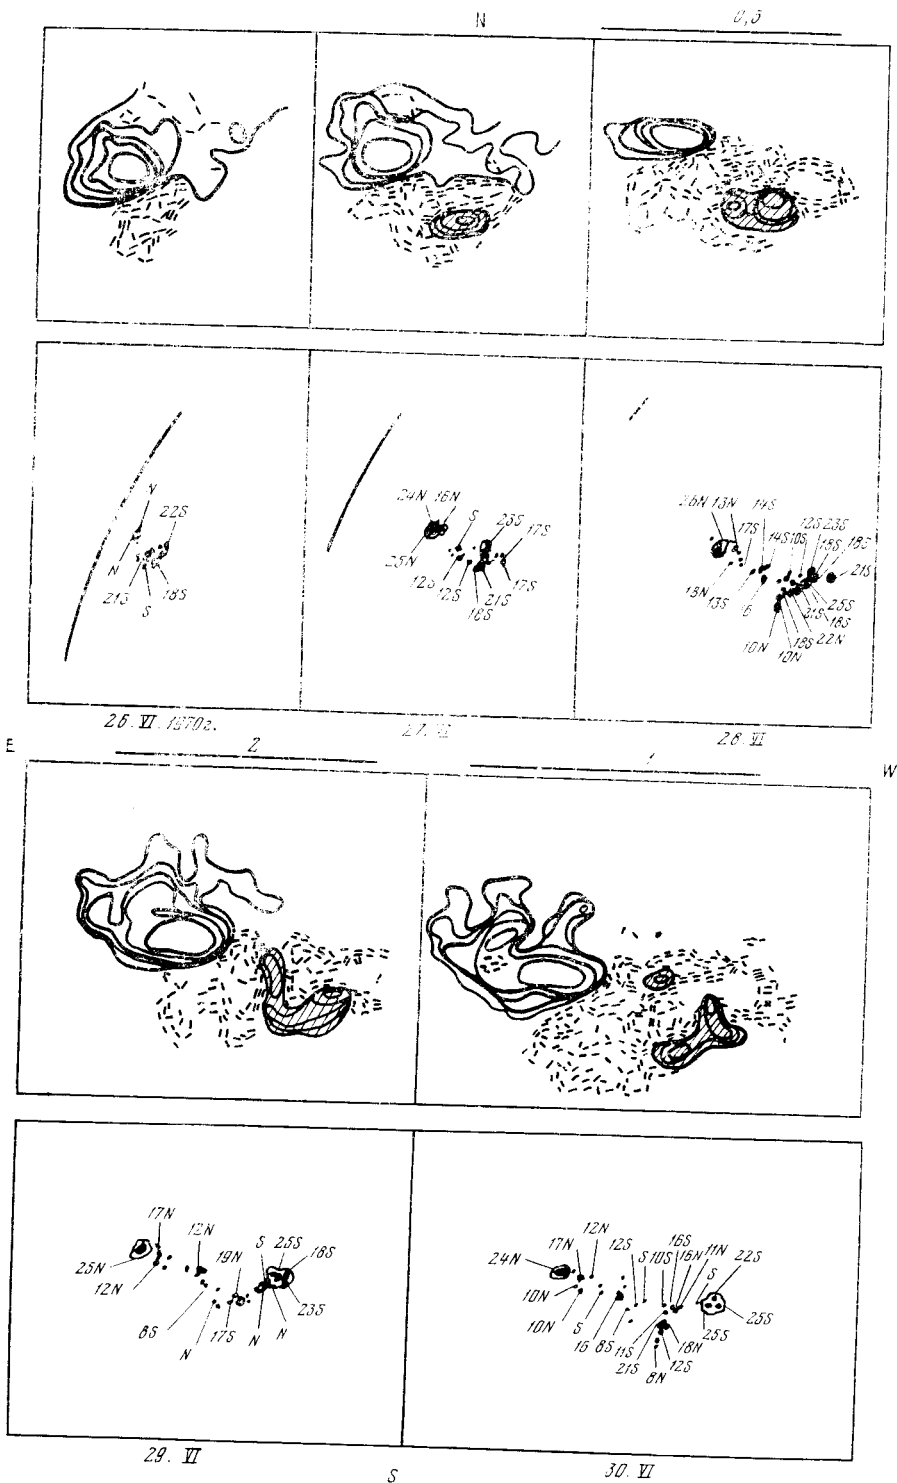 N
0,5
N 22S
N 21S S 18S
24N 16N S 23S 17S
25N 12S 12S 18S 21S 17S
26N 13N 17S 14S 14S 10S 12S 23S 18S 18S 21S
18N 13S 16 10N 10N 18S 22N 21S 18S 25S
26. VI. 1970г.
27. VI
28. VI
E
2
1
W
17N 12N 19N S 25S 18S
25N 12N 8S N 17S N N 23S
24N 17N 12N 12S S 10S 16S 16N 11N S 22S
10N 10N S 16 8S 11S 21S 8N 12S 18N 25S 25S
29. VI
30. VI
S